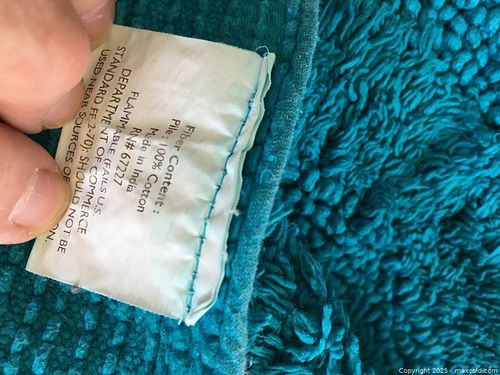 Fiber Content:
Pile: 100% Cotton
Made in India
RN# 67227
FLAMMABLE (FAILS U.S.
DEPARTMENT OF COMMERCE
STANDARD FF 2-70): SHOULD NOT BE
USED NEAR SOURCES OF
Copyright 2025 - maxsold.com